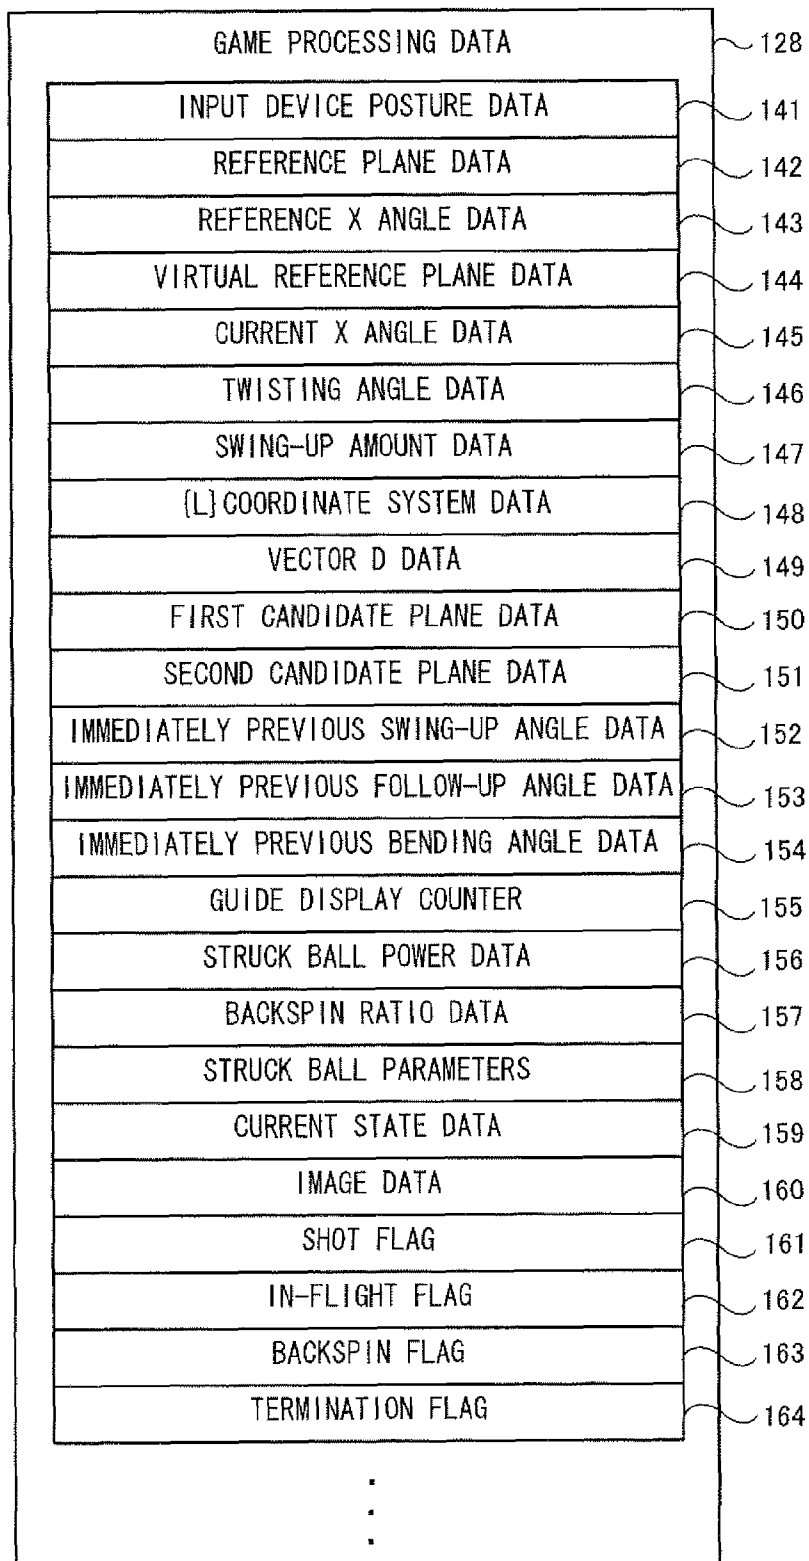 GAME PROCESSING DATA 128
INPUT DEVICE POSTURE DATA 141
REFERENCE PLANE DATA 142
REFERENCE X ANGLE DATA 143
VIRTUAL REFERENCE PLANE DATA 144
CURRENT X ANGLE DATA 145
TWISTING ANGLE DATA 146
SWING-UP AMOUNT DATA 147
{L}COORDINATE SYSTEM DATA 148
VECTOR D DATA 149
FIRST CANDIDATE PLANE DATA 150
SECOND CANDIDATE PLANE DATA 151
IMMEDIATELY PREVIOUS SWING-UP ANGLE DATA 152
IMMEDIATELY PREVIOUS FOLLOW-UP ANGLE DATA 153
IMMEDIATELY PREVIOUS BENDING ANGLE DATA 154
GUIDE DISPLAY COUNTER 155
STRUCK BALL POWER DATA 156
BACKSPIN RATIO DATA 157
STRUCK BALL PARAMETERS 158
CURRENT STATE DATA 159
IMAGE DATA 160
SHOT FLAG 161
IN-FLIGHT FLAG 162
BACKSPIN FLAG 163
TERMINATION FLAG 164